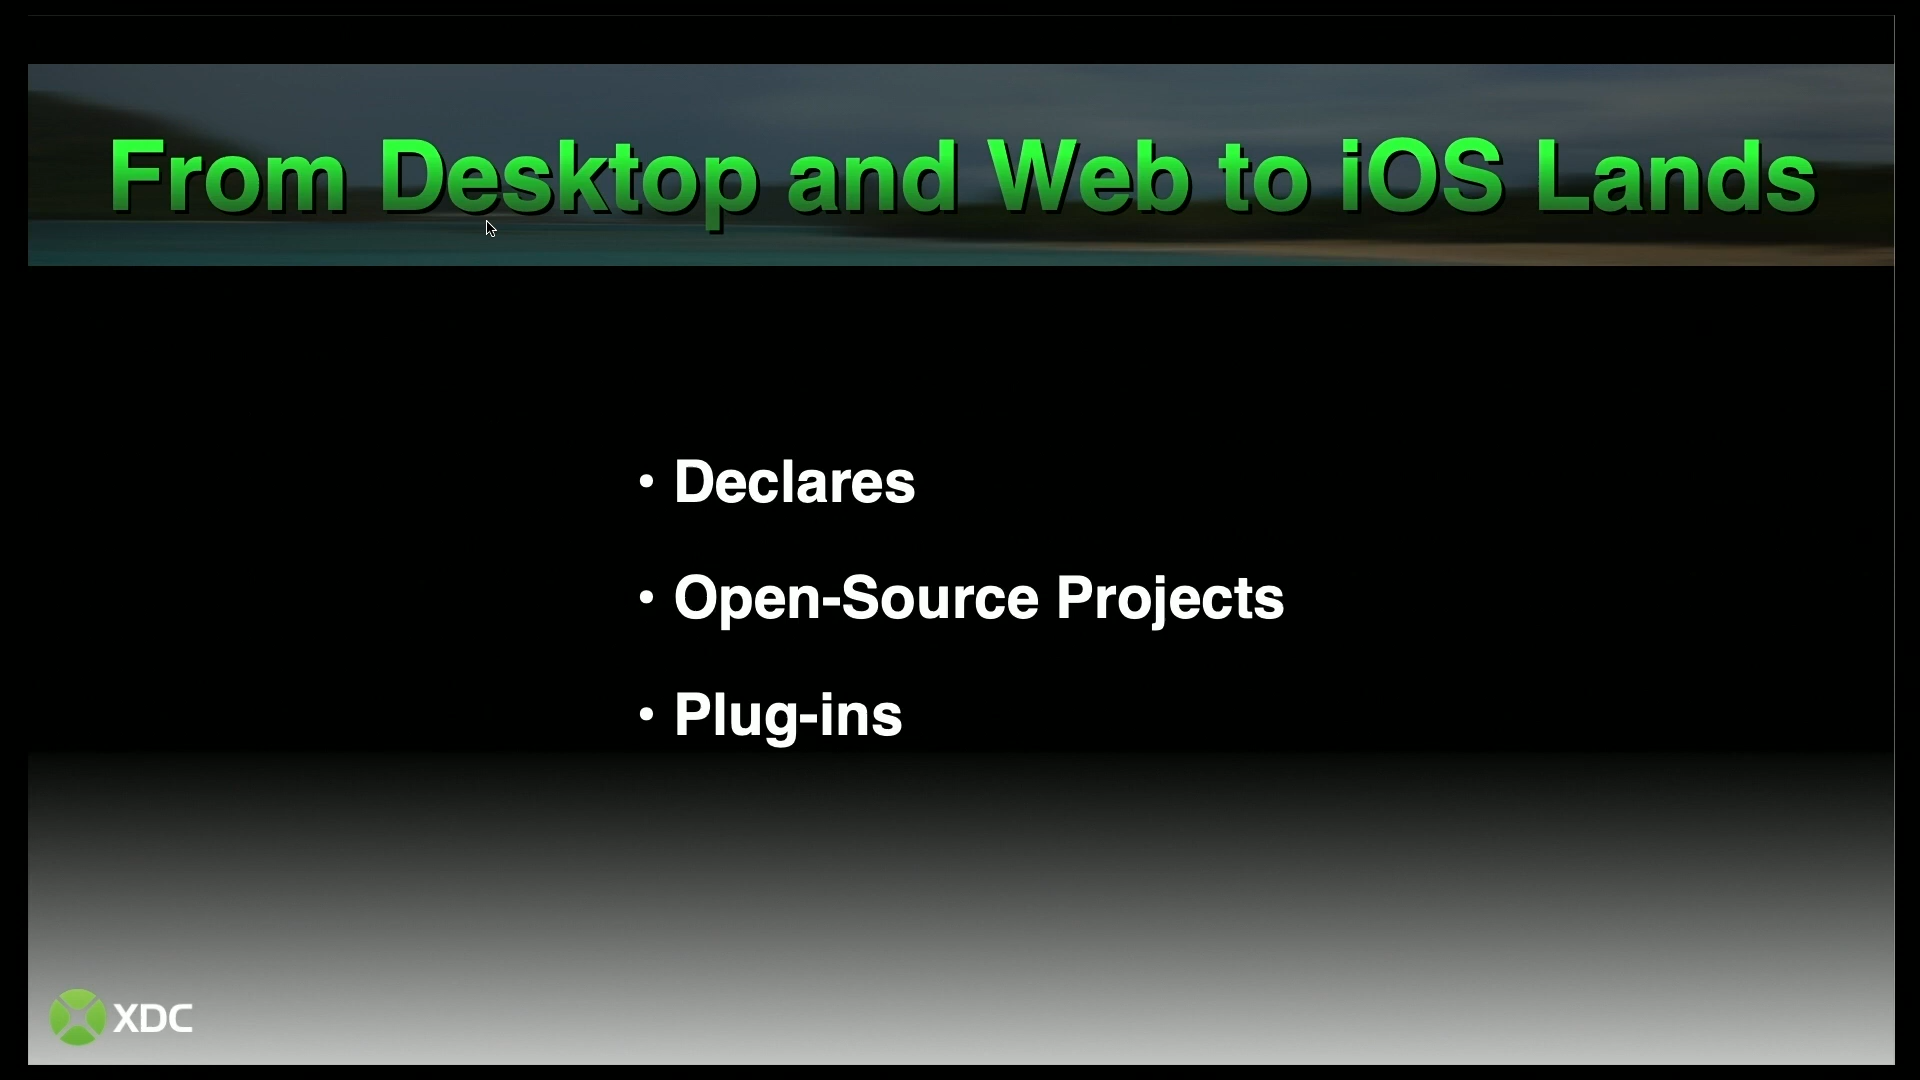 From Desktop and Web to iOS Lands
• Declares
• Open-Source Projects
• Plug-ins
XDC